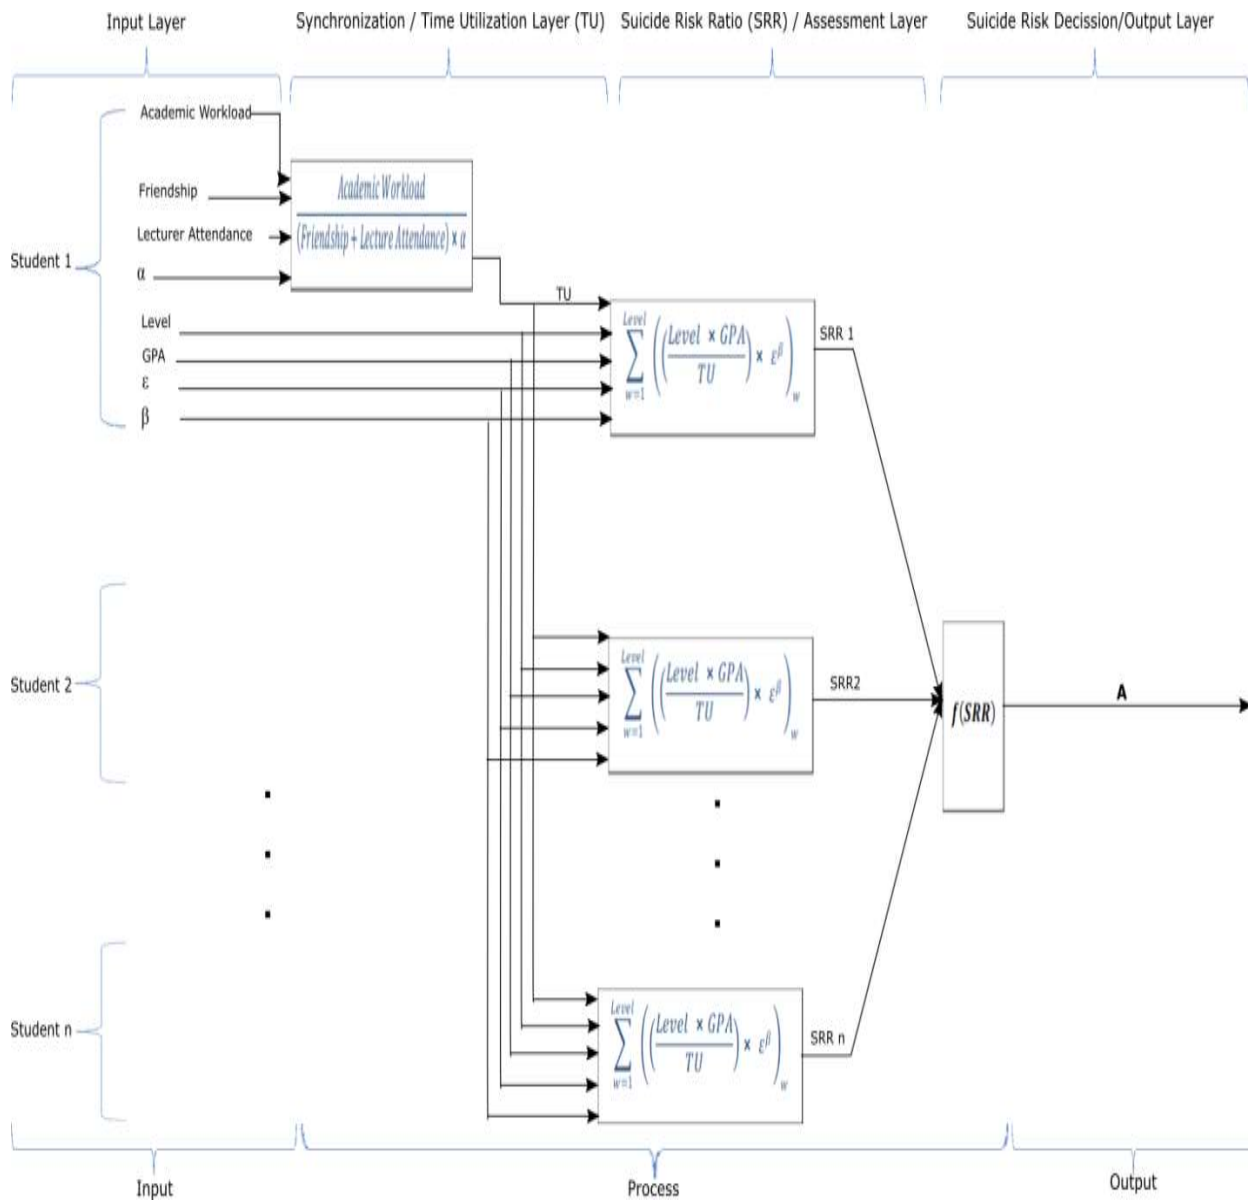 Input Layer
Synchronization / Time Utilization Layer (TU)
Suicide Risk Ratio (SRR) / Assessment Layer
Suicide Risk Decission/Output Layer
Academic Workload
Friendship
Lecturer Attendance
α
Level
GPA
ε
β
Student 1
Academic Workload
(Friendship + Lecture Attendance) × α
TU
Level
∑ ((Level × GPA / TU) × ε^β)w
w=1
SRR 1
Student 2
Level
∑ ((Level × GPA / TU) × ε^β)w
w=1
SRR2
f(SRR)
A
Student n
Level
∑ ((Level × GPA / TU) × ε^β)w
w=1
SRR n
Input
Process
Output